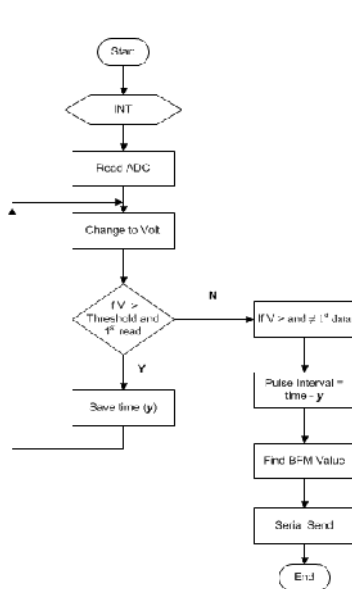 Start
INT
Read ADC
Change to Volt
If V >
Threshold and
1st read
N
Y
Save time (y)
If V > and ≠ 1st data
Pulse Interval =
time - y
Find BPM Value
Serial Send
End